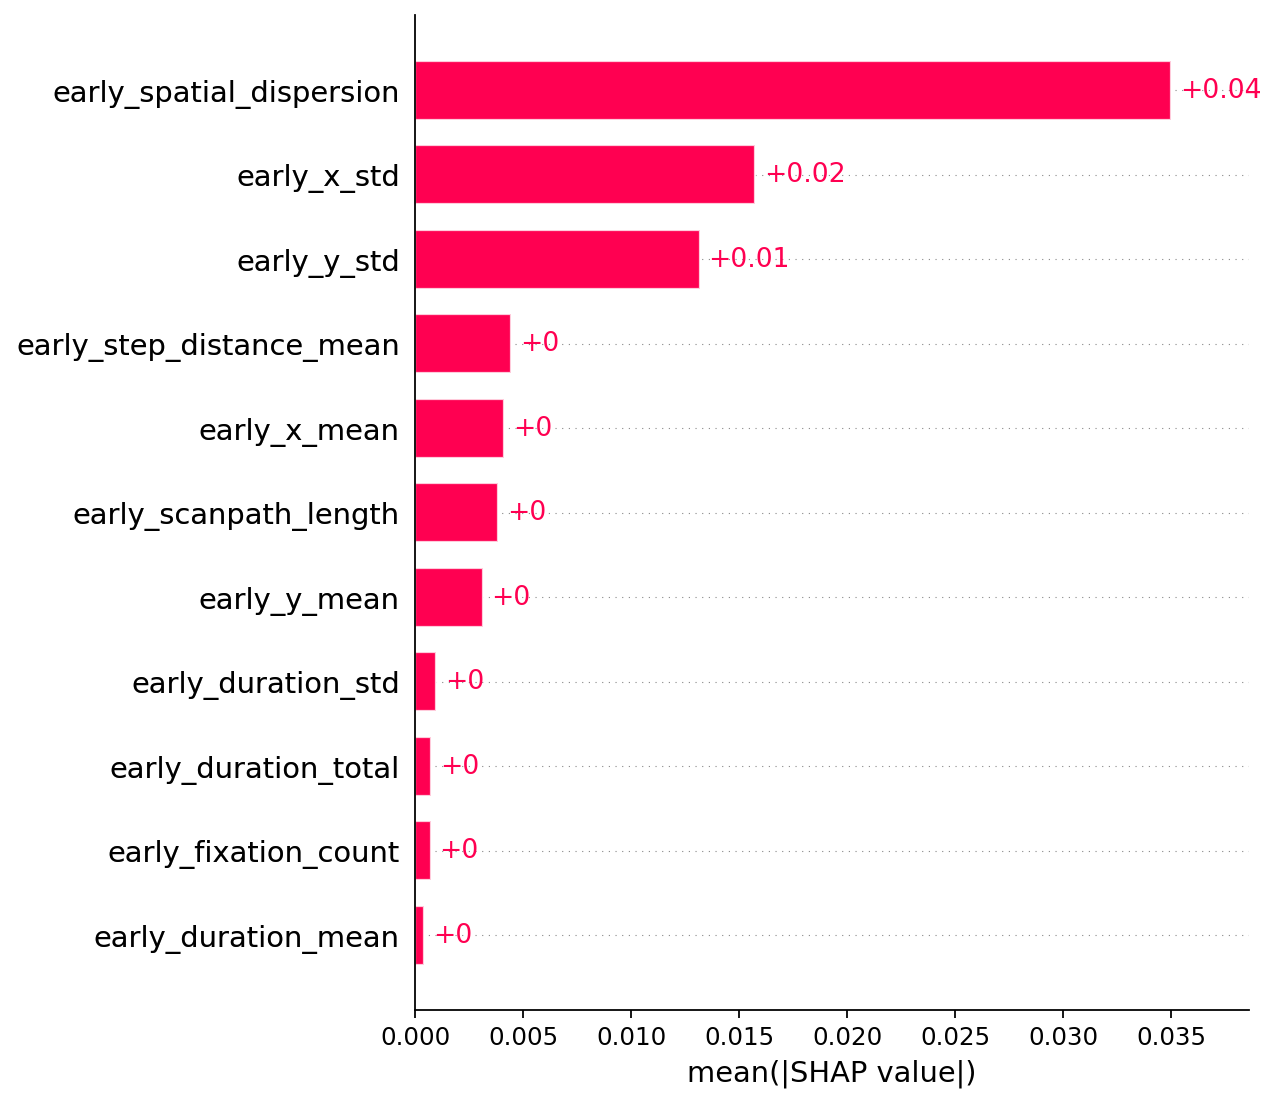 early_spatial_dispersion +0.04
early_x_std +0.02
early_y_std +0.01
early_step_distance_mean +0
early_x_mean +0
early_scanpath_length +0
early_y_mean +0
early_duration_std +0
early_duration_total +0
early_fixation_count +0
early_duration_mean +0
0.000 0.005 0.010 0.015 0.020 0.025 0.030 0.035
mean(|SHAP value|)